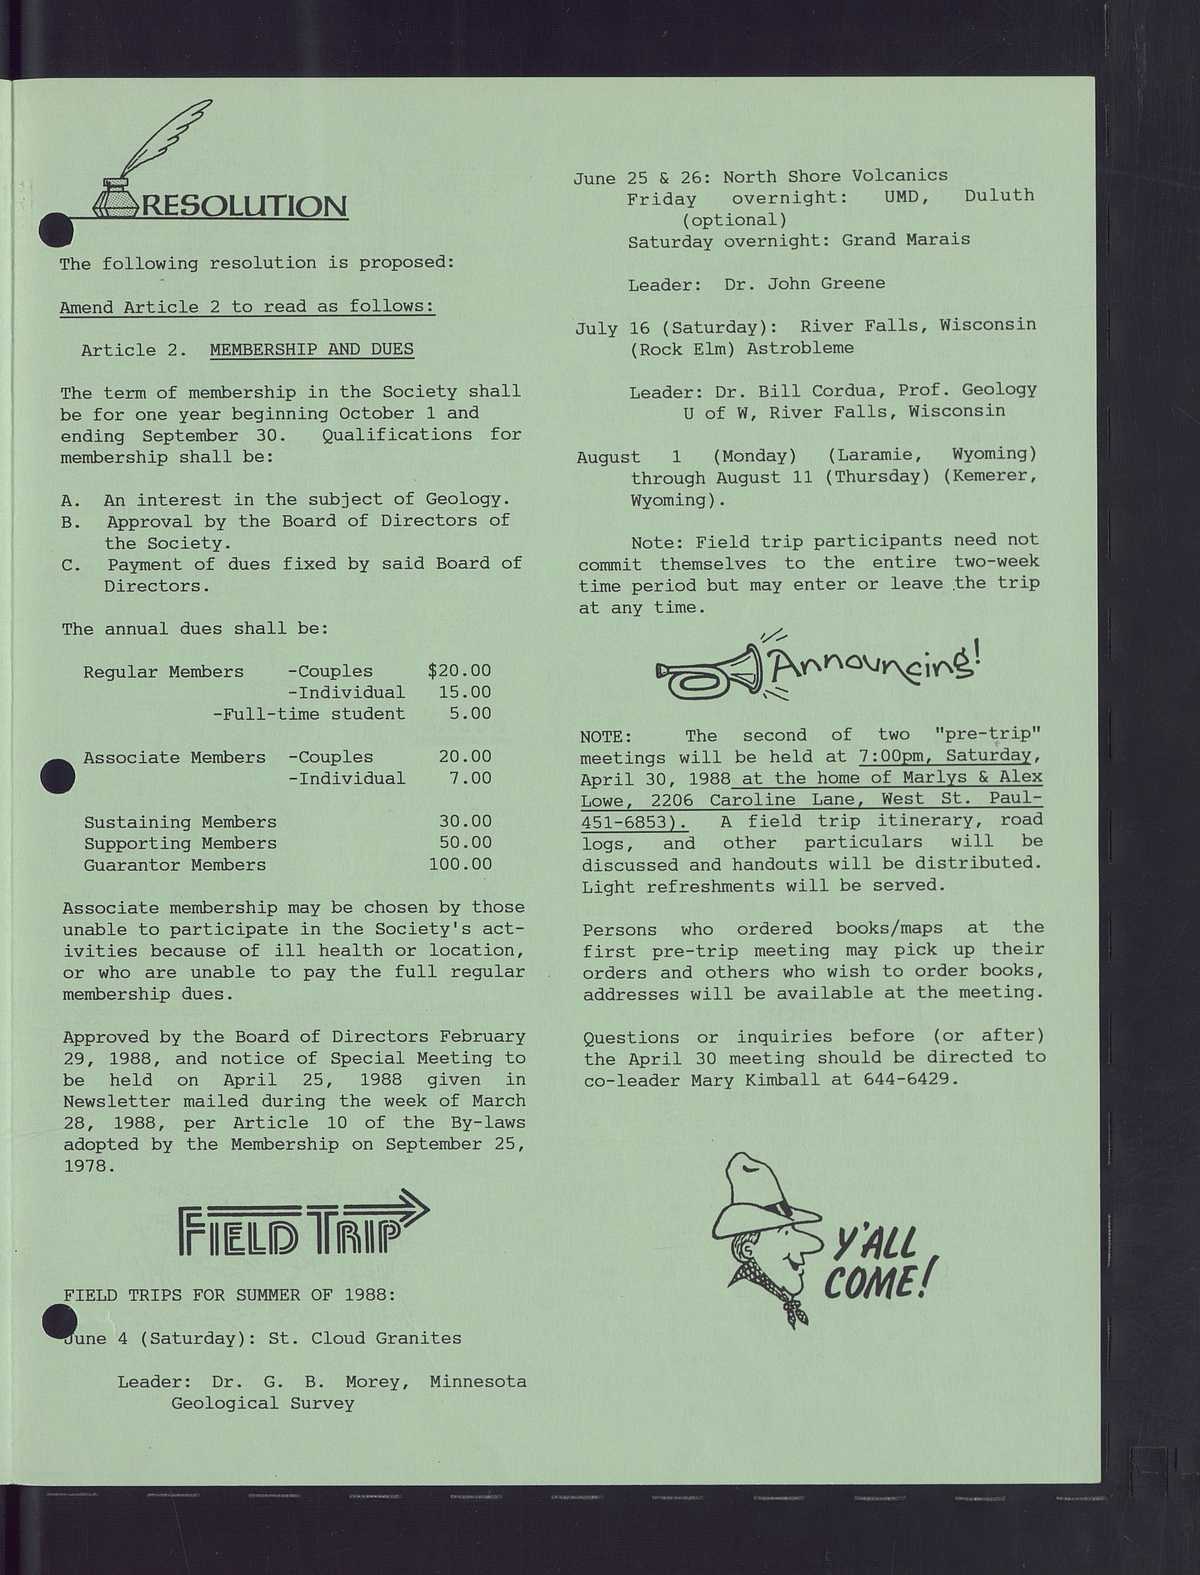 RESOLUTION
The following resolution is proposed:
Amend Article 2 to read as follows:
Article 2. MEMBERSHIP AND DUES
The term of membership in the Society shall
be for one year beginning October 1 and
ending September 30. Qualifications for
membership shall be:
A. An interest in the subject of Geology.
B. Approval by the Board of Directors of
the Society.
C. Payment of dues fixed by said Board of
Directors.
The annual dues shall be:
Regular Members -Couples $20.00
-Individual 15.00
-Full-time student 5.00
Associate Members -Couples 20.00
-Individual 7.00
Sustaining Members 30.00
Supporting Members 50.00
Guarantor Members 100.00
Associate membership may be chosen by those
unable to participate in the Society's act-
ivities because of ill health or location,
or who are unable to pay the full regular
membership dues.
Approved by the Board of Directors February
29, 1988, and notice of Special Meeting to
be held on April 25, 1988 given in
Newsletter mailed during the week of March
28, 1988, per Article 10 of the By-laws
adopted by the Membership on September 25,
1978.
FIELD TRIP
FIELD TRIPS FOR SUMMER OF 1988:
June 4 (Saturday): St. Cloud Granites
Leader: Dr. G. B. Morey, Minnesota
Geological Survey
June 25 & 26: North Shore Volcanics
Friday overnight: UMD, Duluth
(optional)
Saturday overnight: Grand Marais
Leader: Dr. John Greene
July 16 (Saturday): River Falls, Wisconsin
(Rock Elm) Astrobleme
Leader: Dr. Bill Cordua, Prof. Geology
U of W, River Falls, Wisconsin
August 1 (Monday) (Laramie, Wyoming)
through August 11 (Thursday) (Kemerer,
Wyoming).
Note: Field trip participants need not
commit themselves to the entire two-week
time period but may enter or leave the trip
at any time.
Announcing!
NOTE: The second of two "pre-trip"
meetings will be held at 7:00pm, Saturday,
April 30, 1988 at the home of Marlys & Alex
Lowe, 2206 Caroline Lane, West St. Paul-
451-6853). A field trip itinerary, road
logs, and other particulars will be
discussed and handouts will be distributed.
Light refreshments will be served.
Persons who ordered books/maps at the
first pre-trip meeting may pick up their
orders and others who wish to order books,
addresses will be available at the meeting.
Questions or inquiries before (or after)
the April 30 meeting should be directed to
co-leader Mary Kimball at 644-6429.
Y'ALL
COME!